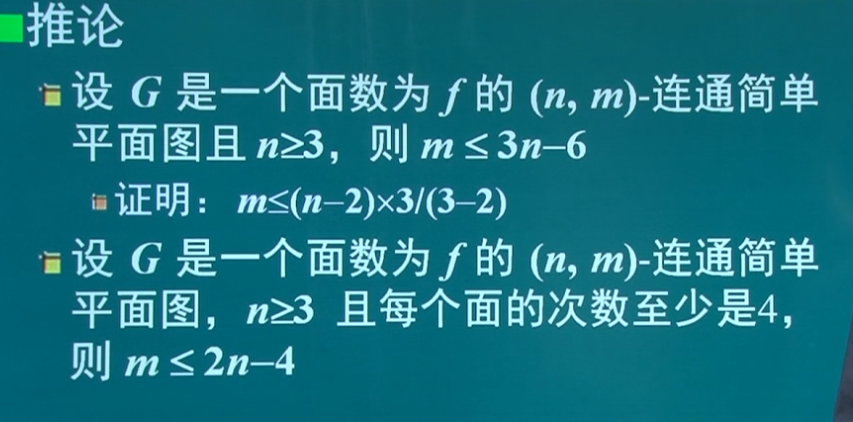 推论
设 G 是一个面数为 f 的 (n, m)-连通简单
平面图且 n≥3，则 m ≤ 3n–6
证明： m≤(n–2)×3/(3–2)
设 G 是一个面数为 f 的 (n, m)-连通简单
平面图，n≥3 且每个面的次数至少是4，
则 m ≤ 2n–4